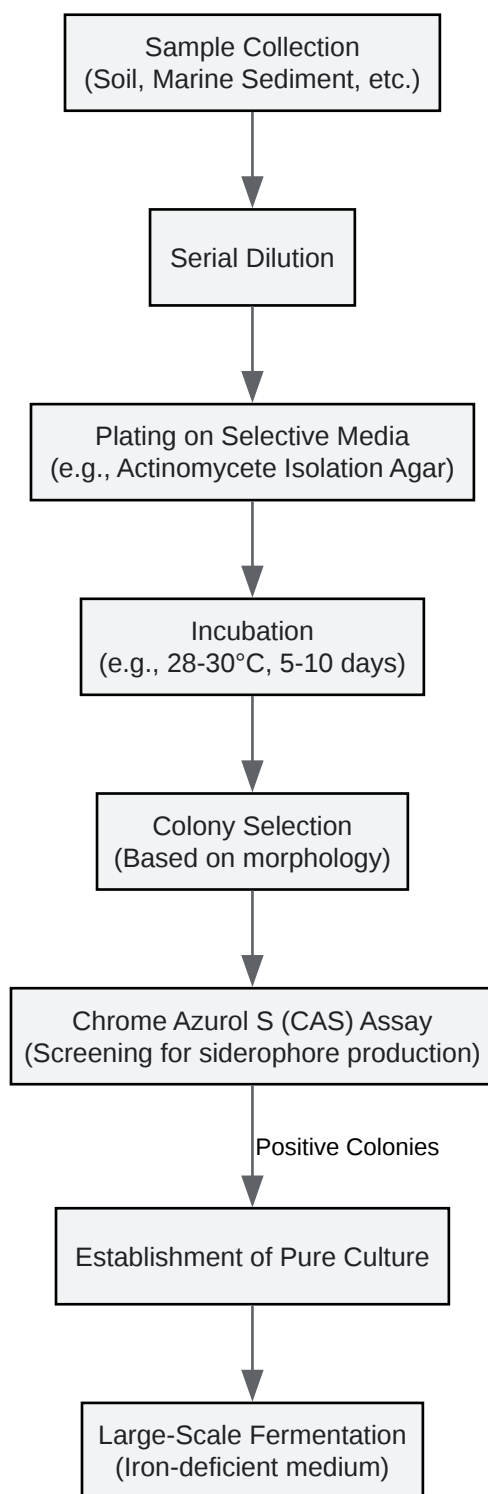 Sample Collection
(Soil, Marine Sediment, etc.)
Serial Dilution
Plating on Selective Media
(e.g., Actinomycete Isolation Agar)
Incubation
(e.g., 28-30°C, 5-10 days)
Colony Selection
(Based on morphology)
Chrome Azurol S (CAS) Assay
(Screening for siderophore production)
Positive Colonies
Establishment of Pure Culture
Large-Scale Fermentation
(Iron-deficient medium)